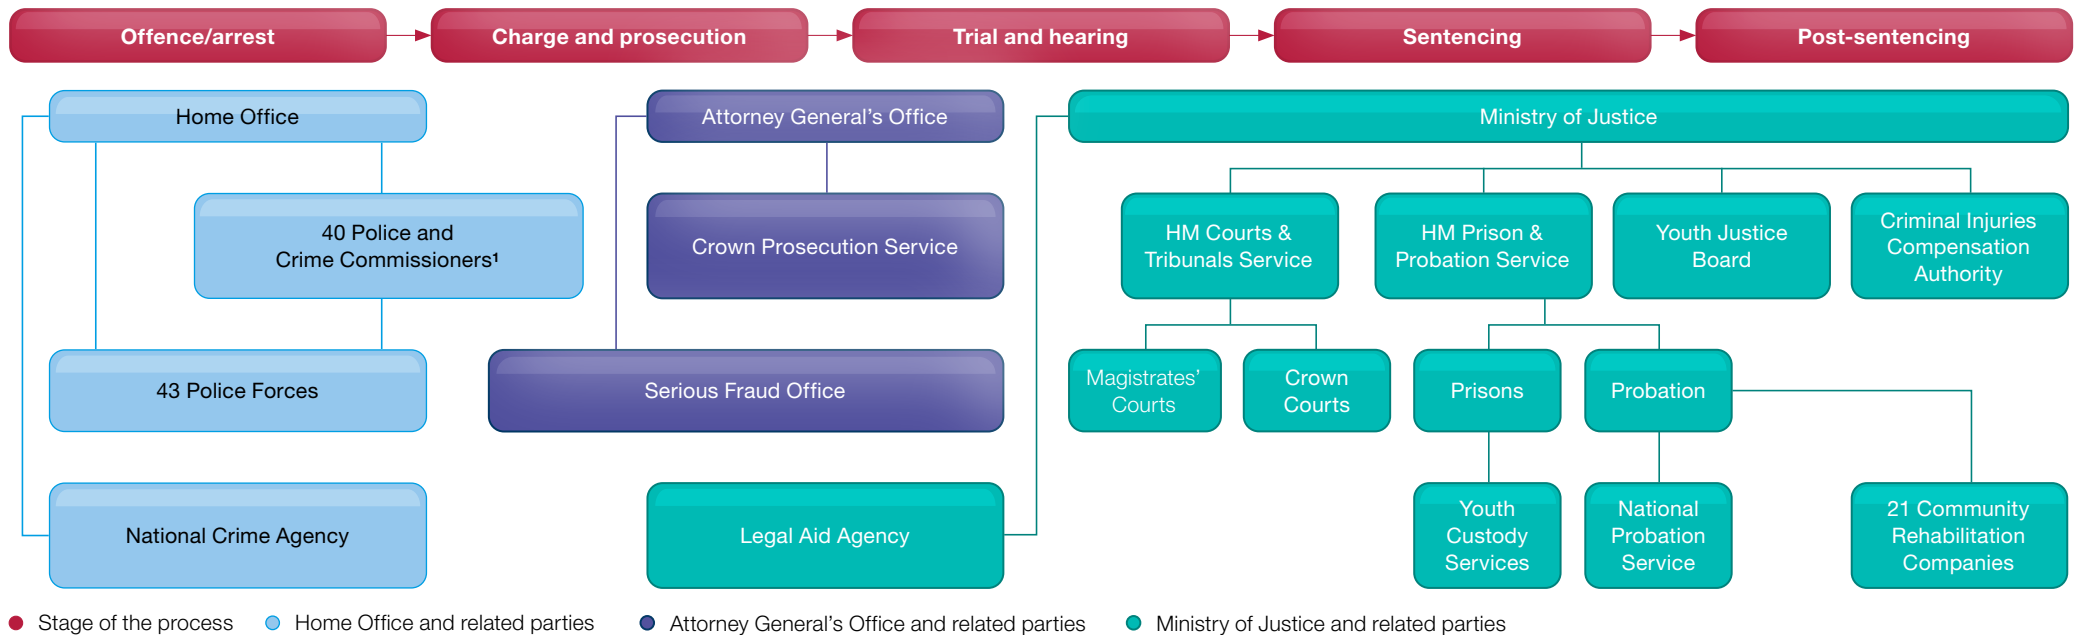 Offence/arrest
Charge and prosecution
Trial and hearing
Sentencing
Post-sentencing
Home Office
Attorney General’s Office
Ministry of Justice
40 Police and
Crime Commissioners¹
Crown Prosecution Service
HM Courts &
Tribunals Service
HM Prison &
Probation Service
Youth Justice
Board
Criminal Injuries
Compensation
Authority
43 Police Forces
Serious Fraud Office
Magistrates’
Courts
Crown
Courts
Prisons
Probation
National Crime Agency
Legal Aid Agency
Youth
Custody
Services
National
Probation
Service
21 Community
Rehabilitation
Companies
Stage of the process
Home Office and related parties
Attorney General’s Office and related parties
Ministry of Justice and related parties